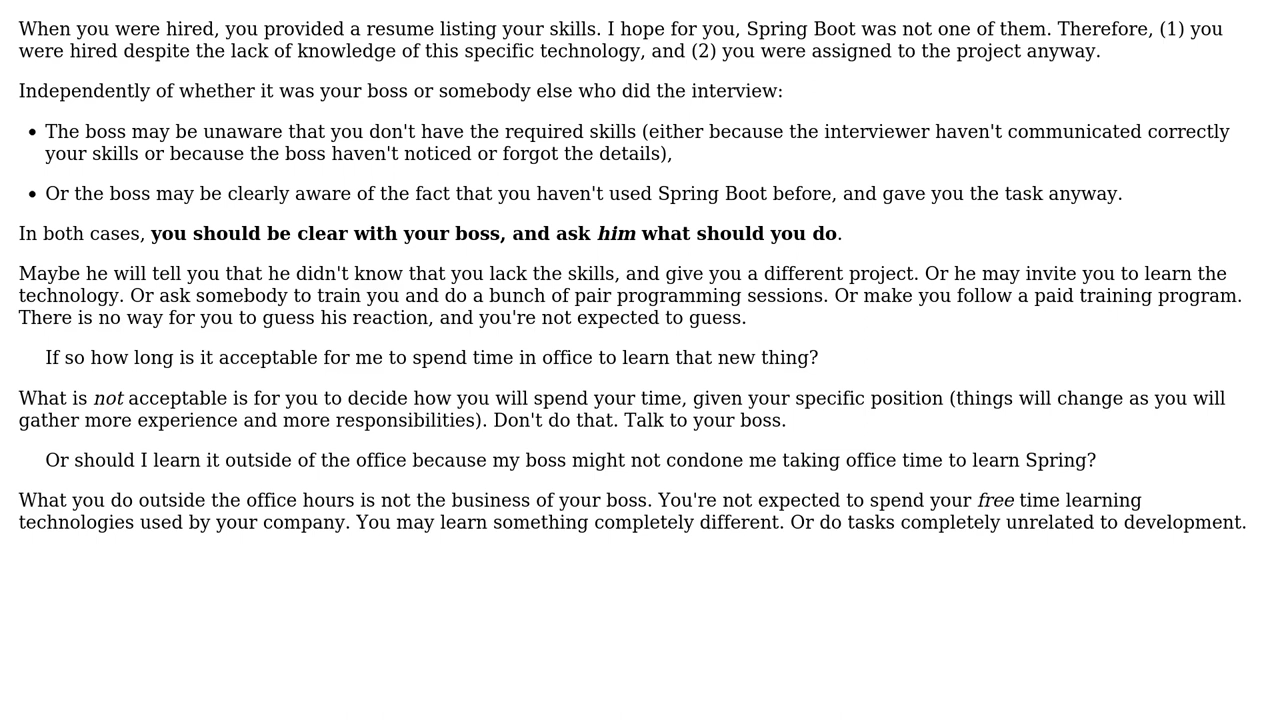 When you were hired, you provided a resume listing your skills. I hope for you, Spring Boot was not one of them. Therefore, (1) you
were hired despite the lack of knowledge of this specific technology, and (2) you were assigned to the project anyway.
Independently of whether it was your boss or somebody else who did the interview:
• The boss may be unaware that you don't have the required skills (either because the interviewer haven't communicated correctly
your skills or because the boss haven't noticed or forgot the details),
• Or the boss may be clearly aware of the fact that you haven't used Spring Boot before, and gave you the task anyway.
In both cases, you should be clear with your boss, and ask him what should you do.
Maybe he will tell you that he didn't know that you lack the skills, and give you a different project. Or he may invite you to learn the
technology. Or ask somebody to train you and do a bunch of pair programming sessions. Or make you follow a paid training program.
There is no way for you to guess his reaction, and you're not expected to guess.
If so how long is it acceptable for me to spend time in office to learn that new thing?
What is not acceptable is for you to decide how you will spend your time, given your specific position (things will change as you will
gather more experience and more responsibilities). Don't do that. Talk to your boss.
Or should I learn it outside of the office because my boss might not condone me taking office time to learn Spring?
What you do outside the office hours is not the business of your boss. You're not expected to spend your free time learning
technologies used by your company. You may learn something completely different. Or do tasks completely unrelated to development.